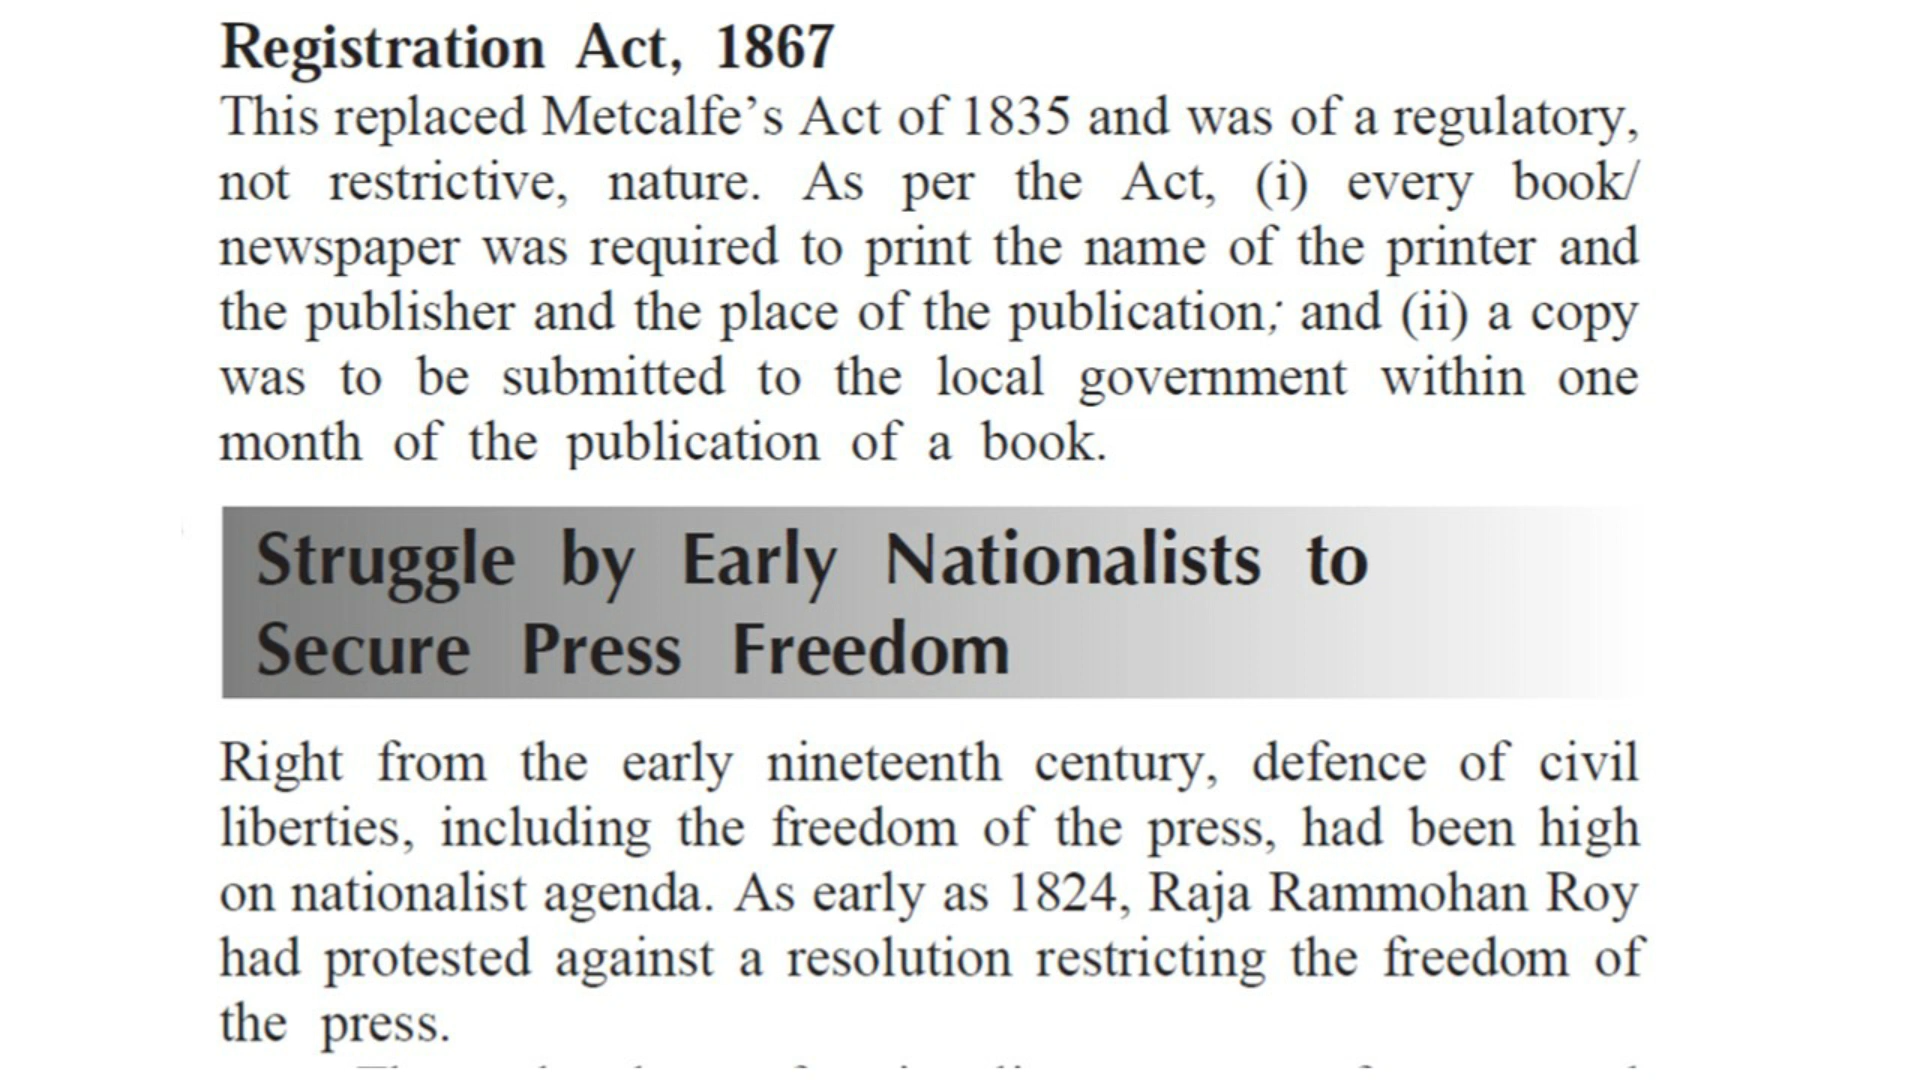 Registration Act, 1867
This replaced Metcalfe's Act of 1835 and was of a regulatory,
not restrictive, nature. As per the Act, (i) every book/
newspaper was required to print the name of the printer and
the publisher and the place of the publication; and (ii) a copy
was to be submitted to the local government within one
month of the publication of a book.
Struggle by Early Nationalists to
Secure Press Freedom
Right from the early nineteenth century, defence of civil
liberties, including the freedom of the press, had been high
on nationalist agenda. As early as 1824, Raja Rammohan Roy
had protested against a resolution restricting the freedom of
the press.